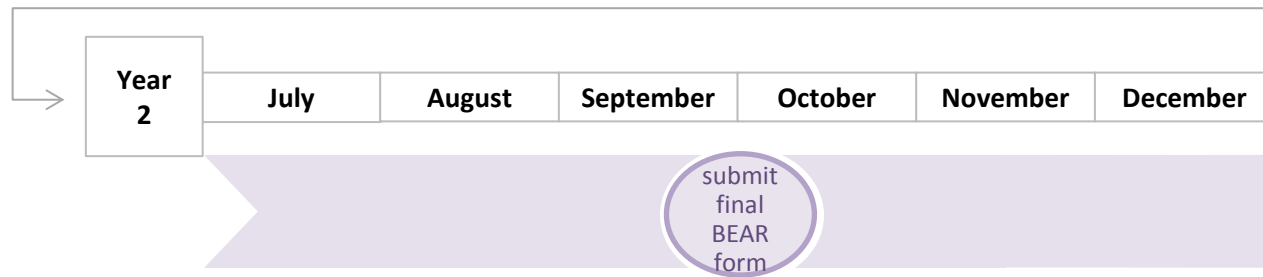 Year
2
July August September October November December
submit
final
BEAR
form